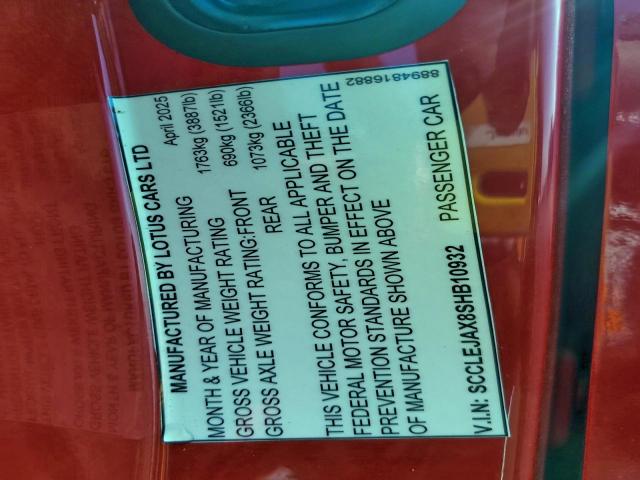 MANUFACTURED BY LOTUS CARS LTD
MONTH & YEAR OF MANUFACTURING April 2025
GROSS VEHICLE WEIGHT RATING 1763kg (3887lb)
GROSS AXLE WEIGHT RATING:FRONT 690kg (1521lb)
REAR 1073kg (2366lb)
THIS VEHICLE CONFORMS TO ALL APPLICABLE
FEDERAL MOTOR SAFETY, BUMPER AND THEFT
PREVENTION STANDARDS IN EFFECT ON THE DATE
OF MANUFACTURE SHOWN ABOVE
V.I.N: SCCLEJAX8SHB10932 PASSENGER CAR
8894816882